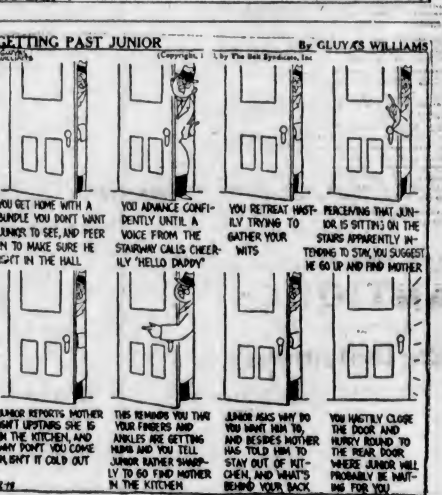 GETTING PAST JUNIOR
By GLUYAS WILLIAMS
GLUYAS
WILLIAMS
(Copyright, by The Bell Syndicate, Inc
YOU GET HOME WITH A
BUNDLE YOU DON'T WANT
JUNIOR TO SEE, AND PEER
IN TO MAKE SURE HE
ISN'T IN THE HALL
YOU ADVANCE CONFI-
DENTLY UNTIL A
VOICE FROM THE
STAIRWAY CALLS CHEER-
ILY 'HELLO DADDY'
YOU RETREAT HAST-
ILY TRYING TO
GATHER YOUR
WITS
PERCEIVING THAT JUN-
IOR IS SITTING ON THE
STAIRS APPARENTLY IN-
TENDING TO STAY, YOU SUGGEST
HE GO UP AND FIND MOTHER
JUNIOR REPORTS MOTHER
ISN'T UPSTAIRS SHE IS
IN THE KITCHEN, AND
WHY DON'T YOU COME
IN, ISN'T IT COLD OUT
THIS REMINDS YOU THAT
YOUR FINGERS AND
ANKLES ARE GETTING
NUMB AND YOU TELL
JUNIOR RATHER SHARP-
LY TO GO FIND MOTHER
IN THE KITCHEN
JUNIOR ASKS WHY DO
YOU WANT HIM TO,
AND BESIDES MOTHER
HAS TOLD HIM TO
STAY OUT OF KIT-
CHEN, AND WHAT'S
BEHIND YOUR BACK
YOU HASTILY CLOSE
THE DOOR AND
HURRY ROUND TO
THE REAR DOOR
WHERE JUNIOR WILL
PROBABLY BE WAIT-
ING FOR YOU